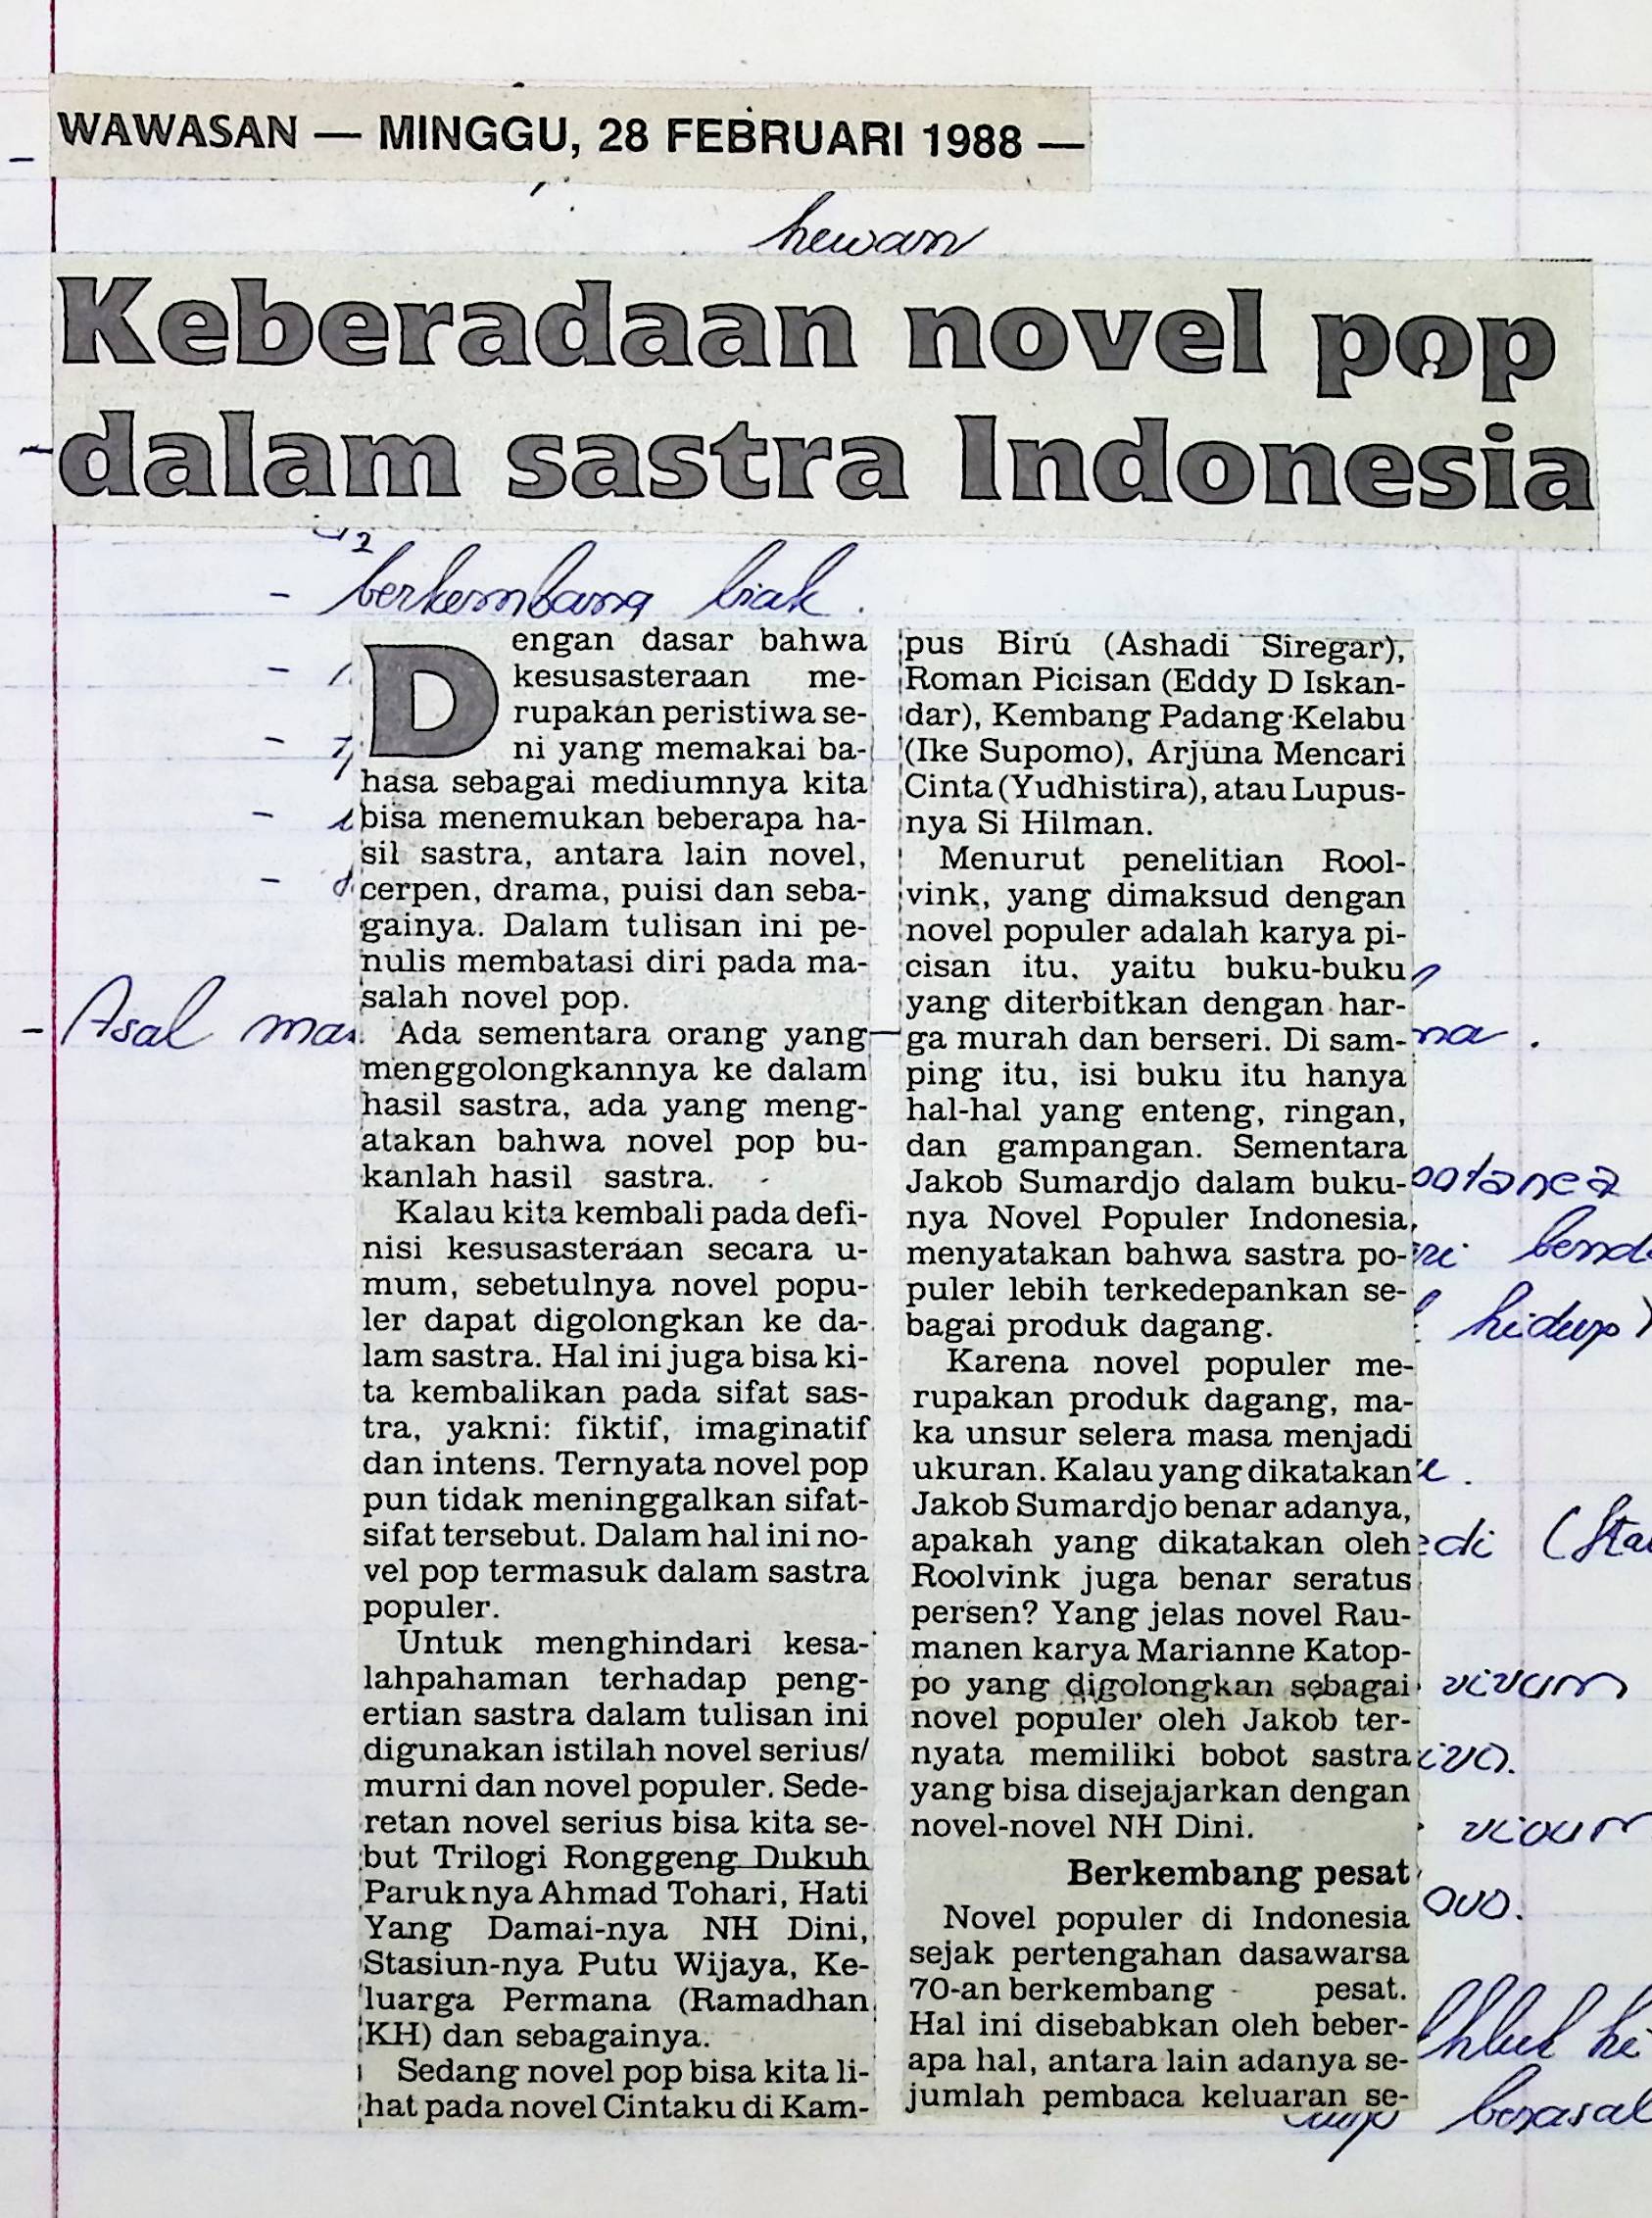 WAWASAN — MINGGU, 28 FEBRUARI 1988 —
hewan
Keberadaan novel pop
dalam sastra Indonesia
2
- berkembang biak.
Dengan dasar bahwa
kesusasteraan me-
rupakan peristiwa se-
ni yang memakai ba-
hasa sebagai mediumnya kita
bisa menemukan beberapa ha-
sil sastra, antara lain novel,
cerpen, drama, puisi dan seba-
gainya. Dalam tulisan ini pe-
nulis membatasi diri pada ma-
salah novel pop.
Ada sementara orang yang
menggolongkannya ke dalam
hasil sastra, ada yang meng-
atakan bahwa novel pop bu-
kanlah hasil sastra.
Kalau kita kembali pada defi-
nisi kesusasteraan secara u-
mum, sebetulnya novel popu-
ler dapat digolongkan ke da-
lam sastra. Hal ini juga bisa ki-
ta kembalikan pada sifat sas-
tra, yakni: fiktif, imaginatif
dan intens. Ternyata novel pop
pun tidak meninggalkan sifat-
sifat tersebut. Dalam hal ini no-
vel pop termasuk dalam sastra
populer.
Untuk menghindari kesa-
lahpahaman terhadap peng-
ertian sastra dalam tulisan ini
digunakan istilah novel serius/
murni dan novel populer. Sede-
retan novel serius bisa kita se-
but Trilogi Ronggeng Dukuh
Paruknya Ahmad Tohari, Hati
Yang Damai-nya NH Dini,
Stasiun-nya Putu Wijaya, Ke-
luarga Permana (Ramadhan
KH) dan sebagainya.
Sedang novel pop bisa kita li-
hat pada novel Cintaku di Kam-
pus Biru (Ashadi Siregar),
Roman Picisan (Eddy D Iskan-
dar), Kembang Padang Kelabu
(Ike Supomo), Arjuna Mencari
Cinta (Yudhistira), atau Lupus-
nya Si Hilman.
Menurut penelitian Rool-
vink, yang dimaksud dengan
novel populer adalah karya pi-
cisan itu, yaitu buku-buku
yang diterbitkan dengan har-
ga murah dan berseri. Di sam-
ping itu, isi buku itu hanya
hal-hal yang enteng, ringan,
dan gampangan. Sementara
Jakob Sumardjo dalam buku-
nya Novel Populer Indonesia,
menyatakan bahwa sastra po-
puler lebih terkedepankan se-
bagai produk dagang.
Karena novel populer me-
rupakan produk dagang, ma-
ka unsur selera masa menjadi
ukuran. Kalau yang dikatakan
Jakob Sumardjo benar adanya,
apakah yang dikatakan oleh
Roolvink juga benar seratus
persen? Yang jelas novel Rau-
manen karya Marianne Katop-
po yang digolongkan sebagai
novel populer oleh Jakob ter-
nyata memiliki bobot sastra
yang bisa disejajarkan dengan
novel-novel NH Dini.
Berkembang pesat
Novel populer di Indonesia
sejak pertengahan dasawarsa
70-an berkembang pesat.
Hal ini disebabkan oleh beber-
apa hal, antara lain adanya se-
jumlah pembaca keluaran se-
- Asal
hidup)
vivum
ovo.
berasal